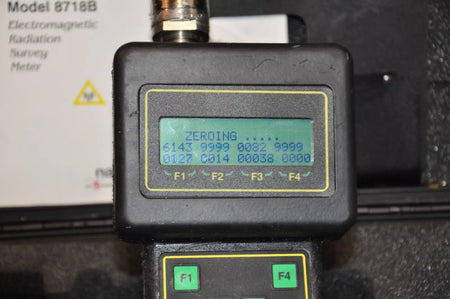 Model 8718B
Electromagnetic
Radiation
Survey
Meter
ZEROING .....
6143 9999 0082 9999
0127 0014 00038 0000
F1 F2 F3 F4
F1 F4